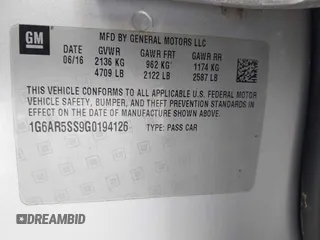 GM
MFD BY GENERAL MOTORS LLC
06/16 GVWR GAWR FRT GAWR RR
2136 KG 962 KG 1174 KG
4709 LB 2122 LB 2587 LB
THIS VEHICLE CONFORMS TO ALL APPLICABLE U.S. FEDERAL MOTOR
VEHICLE SAFETY, BUMPER, AND THEFT PREVENTION STANDARDS
IN EFFECT ON THE DATE OF MANUFACTURE SHOWN ABOVE.
1G6AR5SS9G0194126 TYPE: PASS CAR
DREAMBID